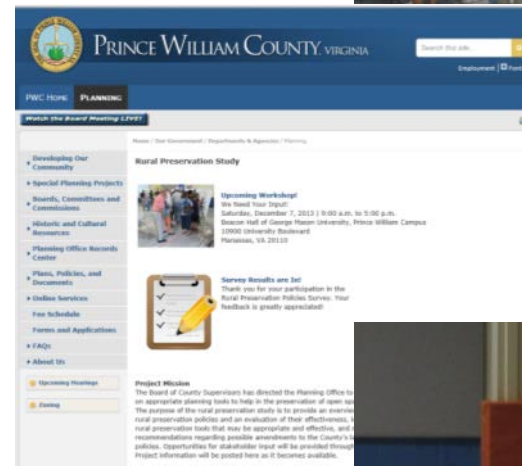 PRINCE WILLIAM COUNTY, VIRGINIA
Search the site..
Employment | Font
PWC HOME PLANNING
Watch the Board Meeting LIVE!
Home / Our Government / Departments & Agencies / Planning
Developing Our
Community
Special Planning Projects
Boards, Committees and
Commissions
Historic and Cultural
Resources
Planning Office Records
Center
Plans, Policies, and
Documents
Online Services
Fee Schedule
Forms and Applications
FAQs
About Us
Upcoming Hearings
Zoning
Rural Preservation Study
Upcoming Workshop!
We Need Your Input!
Saturday, December 7, 2013 | 9:00 a.m. to 5:00 p.m.
Beacon Hall of George Mason University, Prince William Campus
10900 University Boulevard
Manassas, VA 20110
Survey Results are In!
Thank you for your participation in the
Rural Preservation Policies Survey. Your
feedback is greatly appreciated!
Project Mission
The Board of County Supervisors has directed the Planning Office to
on appropriate planning tools to help in the preservation of open
The purpose of the rural preservation study is to provide an overview
rural preservation policies and an evaluation of their effectiveness,
rural preservation tools that may be appropriate and effective, and
recommendations regarding possible amendments to the County's
policies. Opportunities for stakeholder input will be provided through
Project information will be posted here as it becomes available.